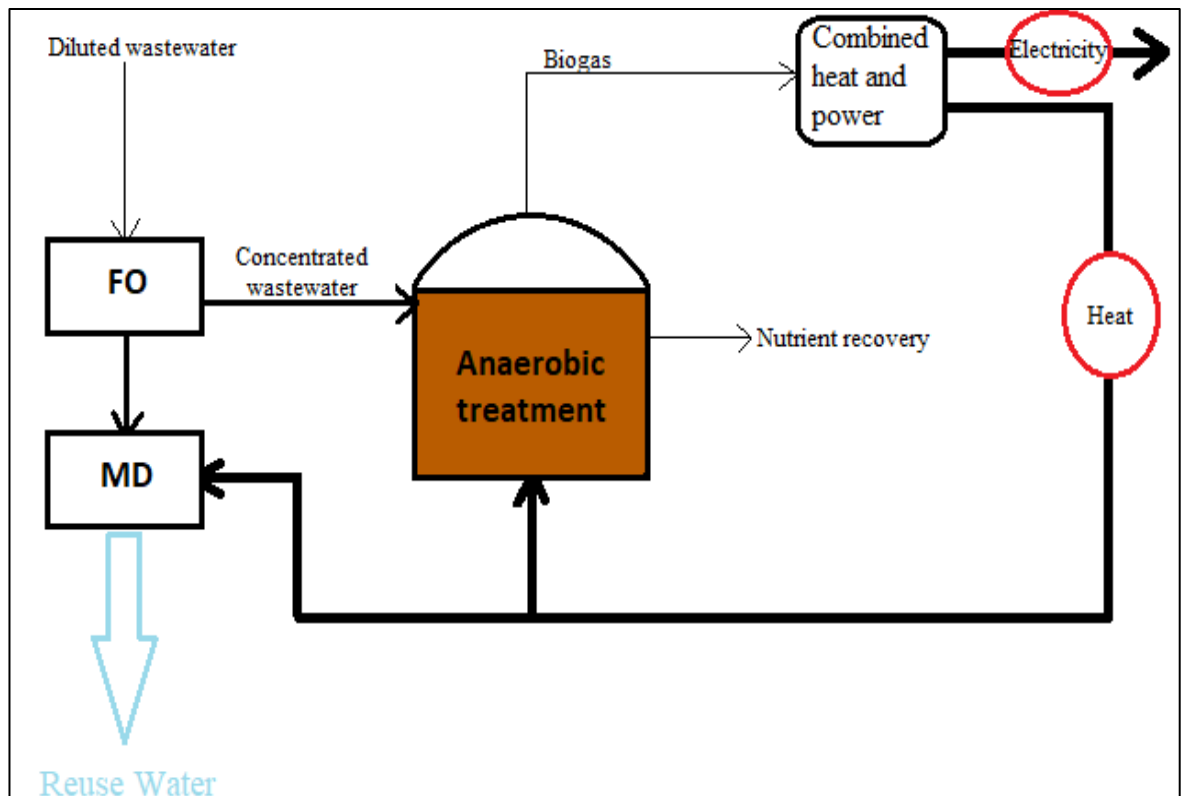 Diluted wastewater
Biogas
Combined
heat and
power
Electricity
FO
Concentrated
wastewater
Heat
Anaerobic
treatment
Nutrient recovery
MD
Reuse Water